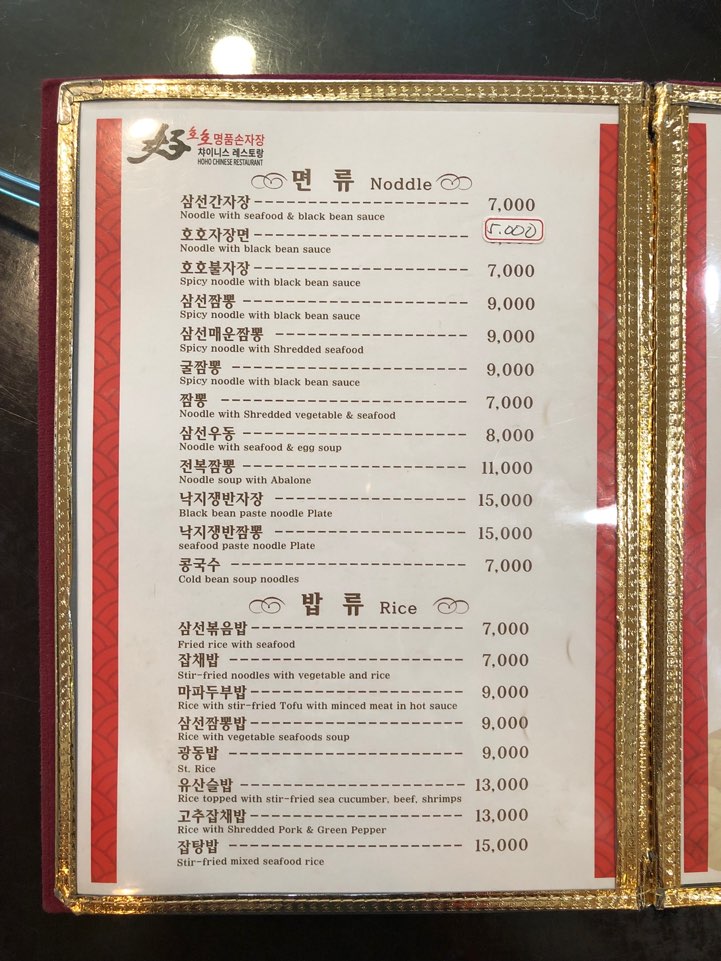 好 호호명품손자장
챠이니스 레스토랑
HOHO CHINESE RESTAURANT
면 류 Noddle
삼선간자장 7,000
Noodle with seafood & black bean sauce
호호자장면 5.000
Noodle with black bean sauce
호호불자장 7,000
Spicy noodle with black bean sauce
삼선짬뽕 9,000
Spicy noodle with black bean sauce
삼선매운짬뽕 9,000
Spicy noodle with Shredded seafood
굴짬뽕 9,000
Spicy noodle with black bean sauce
짬뽕 7,000
Noodle with Shredded vegetable & seafood
삼선우동 8,000
Noodle with seafood & egg soup
전복짬뽕 11,000
Noodle soup with Abalone
낙지쟁반자장 15,000
Black bean paste noodle Plate
낙지쟁반짬뽕 15,000
seafood paste noodle Plate
콩국수 7,000
Cold bean soup noodles
밥 류 Rice
삼선볶음밥 7,000
Fried rice with seafood
잡채밥 7,000
Stir-fried noodles with vegetable and rice
마파두부밥 9,000
Rice with stir-fried Tofu with minced meat in hot sauce
삼선짬뽕밥 9,000
Rice with vegetable seafoods soup
광동밥 9,000
St. Rice
유산슬밥 13,000
Rice topped with stir-fried sea cucumber, beef, shrimps
고추잡채밥 13,000
Rice with Shredded Pork & Green Pepper
잡탕밥 15,000
Stir-fried mixed seafood rice